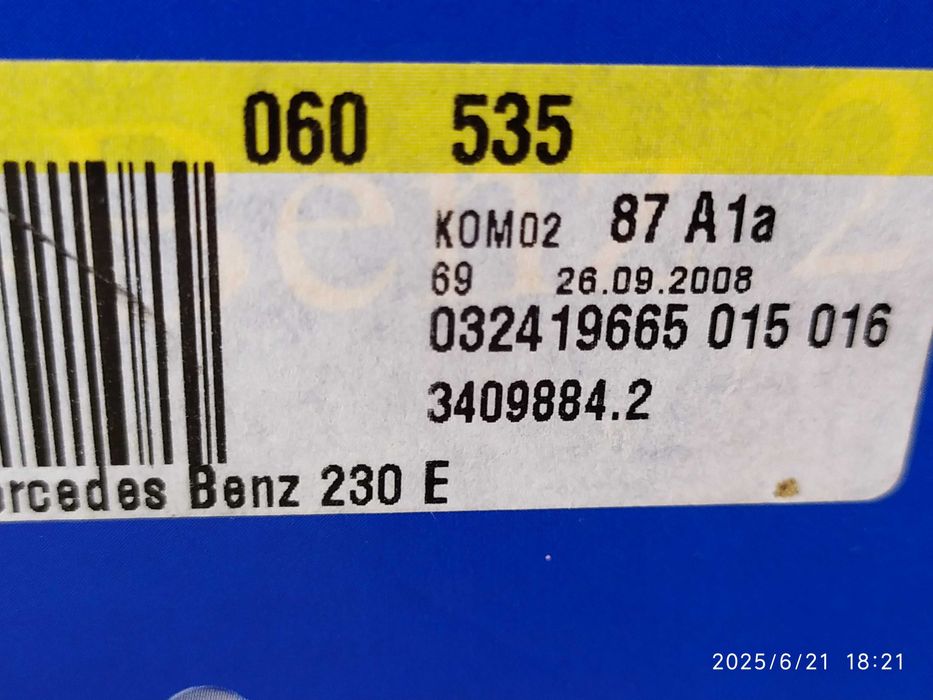 060 535
KOM02 87 A1a
69 26.09.2008
032419665 015 016
3409884.2
ercedes Benz 230 E
2025/6/21 18:21